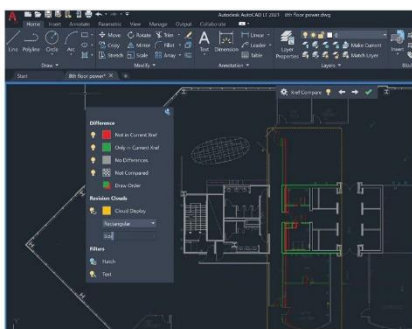 Autodesk AutoCAD LT 2021 8th floor power.dwg
Home Insert Annotate Parametric View Manage Output Collaborate
Line Polyline Circle Arc
Move Rotate Trim
Copy Mirror Fillet
Stretch Scale Array
Text Dimension
Linear
Leader
Table
Layer Properties
0
Make Current
Match Layer
Insert
Draw Modify Annotation Layers
Start 8th floor power* +
Xref Compare
Difference
Not in Current Xref
Only in Current Xref
No Differences
Not Compared
Draw Order
Revision Clouds
Cloud Display
Rectangular
Filters
Hatch
Text